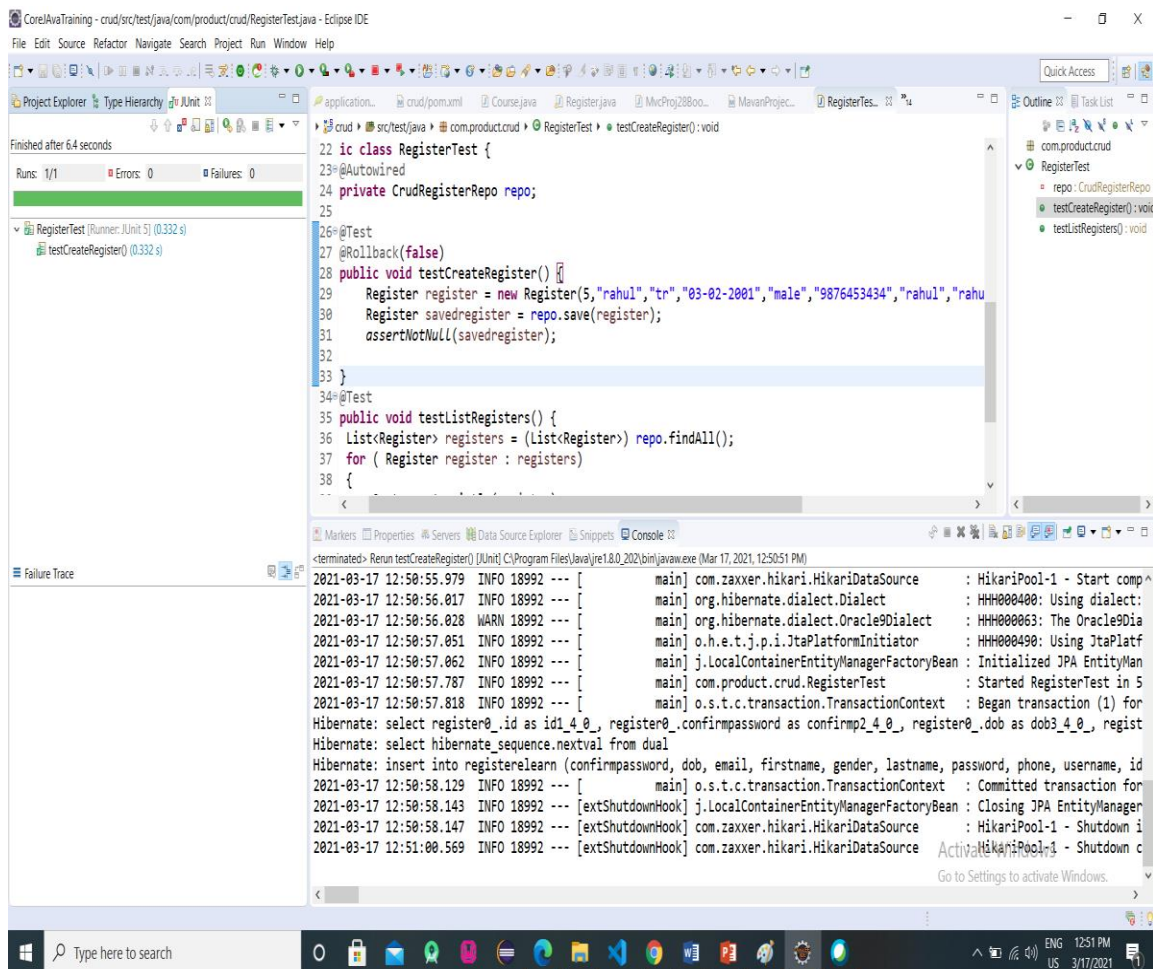 CoreJAvaTraining - crud/src/test/java/com/product/crud/RegisterTest.java - Eclipse IDE
File Edit Source Refactor Navigate Search Project Run Window Help
Quick Access
Project Explorer Type Hierarchy JUnit
Finished after 6.4 seconds
Runs: 1/1 Errors: 0 Failures: 0
RegisterTest [Runner: JUnit 5] (0.332 s)
testCreateRegister() (0.332 s)
Failure Trace
application... crud/pom.xml Course.java Register.java MvcProj28Boo... MavanProjec... RegisterTes... »14
crud src/test/java com.product.crud RegisterTest testCreateRegister() : void
22 ic class RegisterTest {
23 @Autowired
24 private CrudRegisterRepo repo;
25
26 @Test
27 @Rollback(false)
28 public void testCreateRegister() {
29 Register register = new Register(5,"rahul","tr","03-02-2001","male","9876453434","rahul","rahu
30 Register savedregister = repo.save(register);
31 assertNotNull(savedregister);
32
33 }
34 @Test
35 public void testListRegisters() {
36 List<Register> registers = (List<Register>) repo.findAll();
37 for ( Register register : registers)
38 {
Outline Task List
com.product.crud
RegisterTest
repo : CrudRegisterRepo
testCreateRegister() : void
testListRegisters() : void
Markers Properties Servers Data Source Explorer Snippets Console
<terminated> Rerun testCreateRegister() [JUnit] C:\Program Files\Java\jre1.8.0_202\bin\javaw.exe (Mar 17, 2021, 12:50:51 PM)
2021-03-17 12:50:55.979 INFO 18992 --- [ main] com.zaxxer.hikari.HikariDataSource : HikariPool-1 - Start comp
2021-03-17 12:50:56.017 INFO 18992 --- [ main] org.hibernate.dialect.Dialect : HHH000400: Using dialect:
2021-03-17 12:50:56.028 WARN 18992 --- [ main] org.hibernate.dialect.Oracle9Dialect : HHH000063: The Oracle9Dia
2021-03-17 12:50:57.051 INFO 18992 --- [ main] o.h.e.t.j.p.i.JtaPlatformInitiator : HHH000490: Using JtaPlatf
2021-03-17 12:50:57.062 INFO 18992 --- [ main] j.LocalContainerEntityManagerFactoryBean : Initialized JPA EntityMan
2021-03-17 12:50:57.787 INFO 18992 --- [ main] com.product.crud.RegisterTest : Started RegisterTest in 5
2021-03-17 12:50:57.818 INFO 18992 --- [ main] o.s.t.c.transaction.TransactionContext : Began transaction (1) for
Hibernate: select register0_.id as id1_4_0_, register0_.confirmpassword as confirmp2_4_0_, register0_.dob as dob3_4_0_, regist
Hibernate: select hibernate_sequence.nextval from dual
Hibernate: insert into registerelearn (confirmpassword, dob, email, firstname, gender, lastname, password, phone, username, id
2021-03-17 12:50:58.129 INFO 18992 --- [ main] o.s.t.c.transaction.TransactionContext : Committed transaction for
2021-03-17 12:50:58.143 INFO 18992 --- [extShutdownHook] j.LocalContainerEntityManagerFactoryBean : Closing JPA EntityManager
2021-03-17 12:50:58.147 INFO 18992 --- [extShutdownHook] com.zaxxer.hikari.HikariDataSource : HikariPool-1 - Shutdown i
2021-03-17 12:51:00.569 INFO 18992 --- [extShutdownHook] com.zaxxer.hikari.HikariDataSource : HikariPool-1 - Shutdown c
Activate Windows
Go to Settings to activate Windows.
Type here to search
ENG 12:51 PM
US 3/17/2021